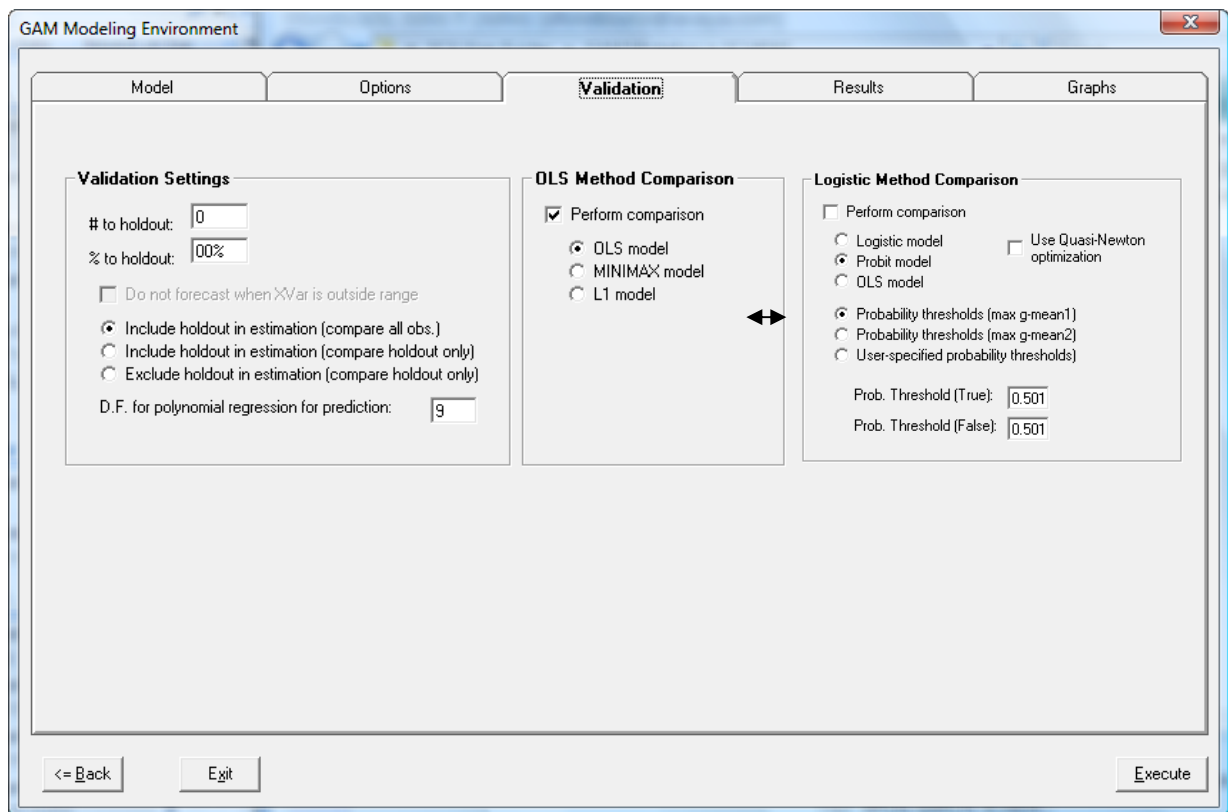 GAM Modeling Environment
Model
Options
Validation
Results
Graphs
Validation Settings
# to holdout: 0
% to holdout: 00%
Do not forecast when XVar is outside range
Include holdout in estimation (compare all obs.)
Include holdout in estimation (compare holdout only)
Exclude holdout in estimation (compare holdout only)
D.F. for polynomial regression for prediction: 9
OLS Method Comparison
Perform comparison
OLS model
MINIMAX model
L1 model
Logistic Method Comparison
Perform comparison
Logistic model
Probit model
OLS model
Use Quasi-Newton
optimization
Probability thresholds (max g-mean1)
Probability thresholds (max g-mean2)
User-specified probability thresholds)
Prob. Threshold (True): 0.501
Prob. Threshold (False): 0.501
<= Back
Exit
Execute